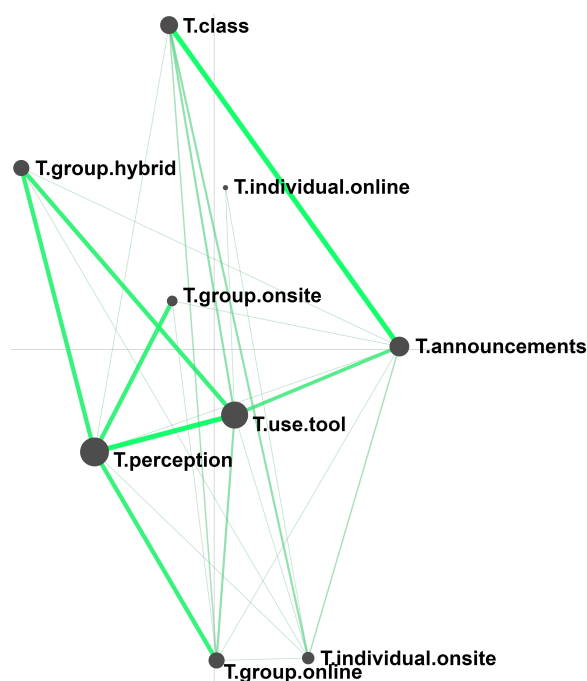 T.class
T.group.hybrid
T.individual.online
T.group.onsite
T.announcements
T.use.tool
T.perception
T.individual.onsite
T.group.online